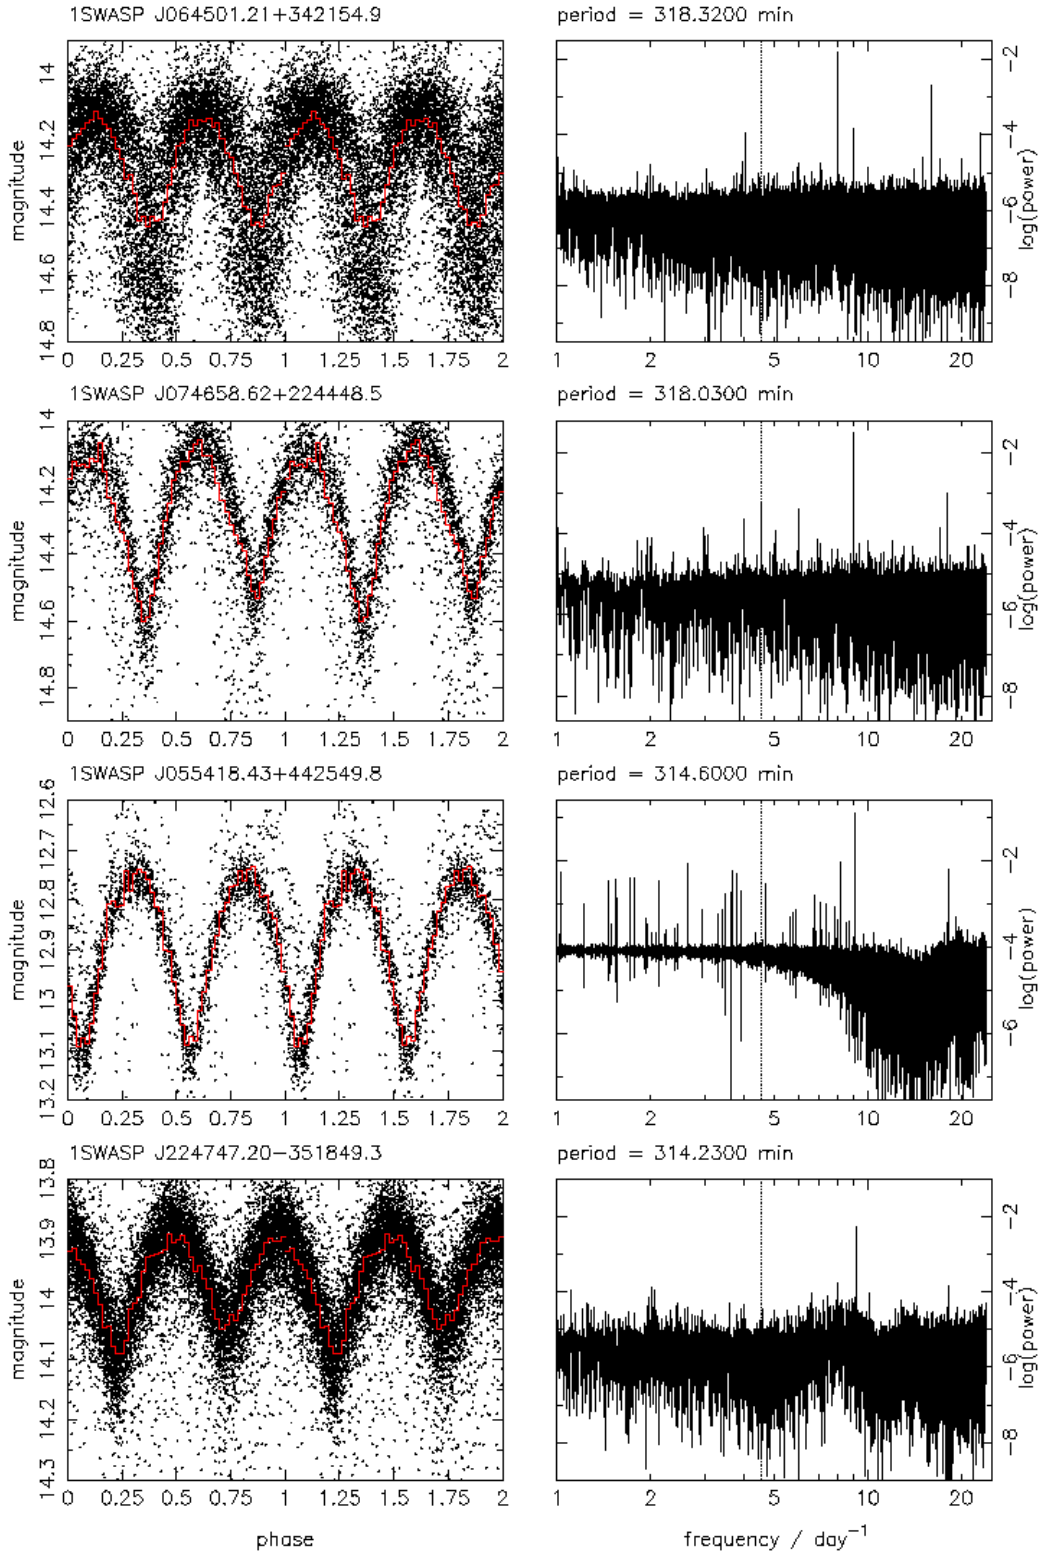 1SWASP J064501.21+342154.9
period = 318.3200 min
14
14.2
14.4
14.6
14.8
magnitude
0 0.25 0.5 0.75 1 1.25 1.5 1.75 2
−2
−4
−6
−8
log(power)
1 2 5 10 20
1SWASP J074658.62+224448.5
period = 318.0300 min
14
14.2
14.4
14.6
14.8
magnitude
0 0.25 0.5 0.75 1 1.25 1.5 1.75 2
−2
−4
−6
−8
log(power)
1 2 5 10 20
1SWASP J055418.43+442549.8
period = 314.6000 min
12.6
12.7
12.8
12.9
13
13.1
13.2
magnitude
0 0.25 0.5 0.75 1 1.25 1.5 1.75 2
−2
−4
−6
log(power)
1 2 5 10 20
1SWASP J224747.20−351849.3
period = 314.2300 min
13.8
13.9
14
14.1
14.2
14.3
magnitude
0 0.25 0.5 0.75 1 1.25 1.5 1.75 2
−2
−4
−6
−8
log(power)
1 2 5 10 20
phase
frequency / day⁻¹